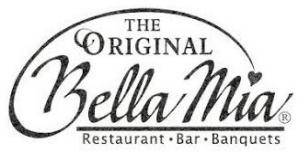 THE
ORIGINAL
Bella Mia®
Restaurant • Bar • Banquets